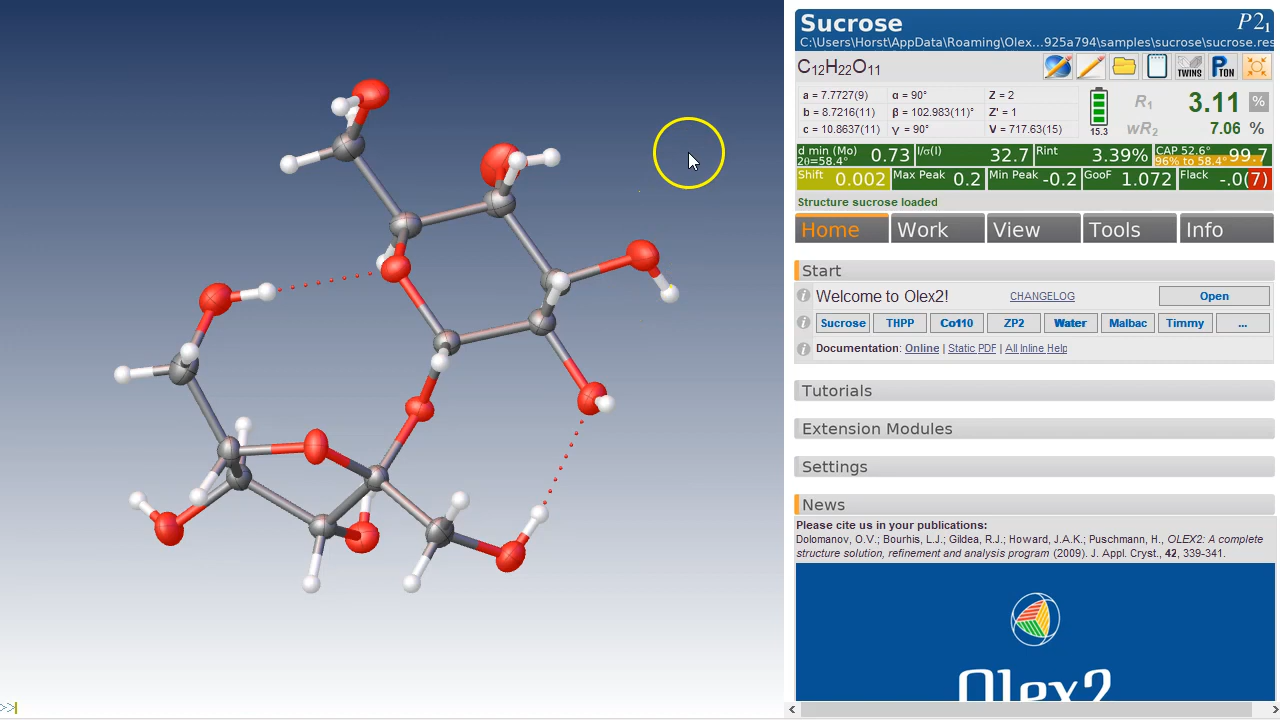 Sucrose
P2₁
C:\Users\Horst\AppData\Roaming\Olex...925a794\samples\sucrose\sucrose.res
C₁₂H₂₂O₁₁
TWINS
PTON
a = 7.7727(9) α = 90° Z = 2
b = 8.7216(11) β = 102.983(11)° Z' = 1
c = 10.8637(11) γ = 90° V = 717.63(15)
15.3
R₁ 3.11 %
wR₂ 7.06 %
d min (Mo) 0.73
2θ=58.4°
I/σ(I) 32.7
Rint 3.39%
CAP 52.6° 99.7
96% to 58.4°
Shift 0.002
Max Peak 0.2
Min Peak -0.2
GooF 1.072
Flack -.0(7)
Structure sucrose loaded
Home Work View Tools Info
Start
Welcome to Olex2! CHANGELOG Open
Sucrose THPP Co110 ZP2 Water Malbac Timmy ...
Documentation: Online | Static PDF | All Inline Help
Tutorials
Extension Modules
Settings
News
Please cite us in your publications:
Dolomanov, O.V.; Bourhis, L.J.; Gildea, R.J.; Howard, J.A.K.; Puschmann, H., OLEX2: A complete
structure solution, refinement and analysis program (2009). J. Appl. Cryst., 42, 339-341.
Olex2
>>